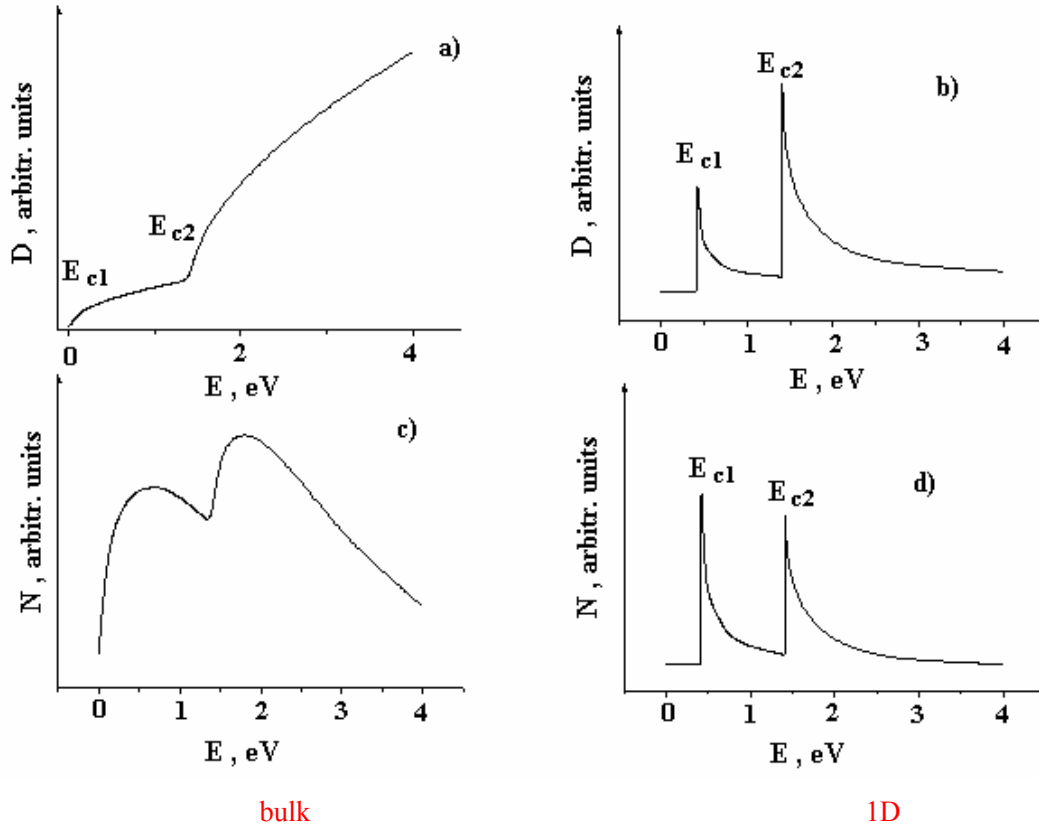 a)
D , arbitr. units
E c1
E c2
0 2 4
E , eV
b)
D , arbitr. units
E c1
E c2
0 1 2 3 4
E , eV
c)
N, arbitr. units
0 1 2 3 4
E , eV
d)
N , arbitr. units
E c1
E c2
0 1 2 3 4
E , eV
bulk
1D